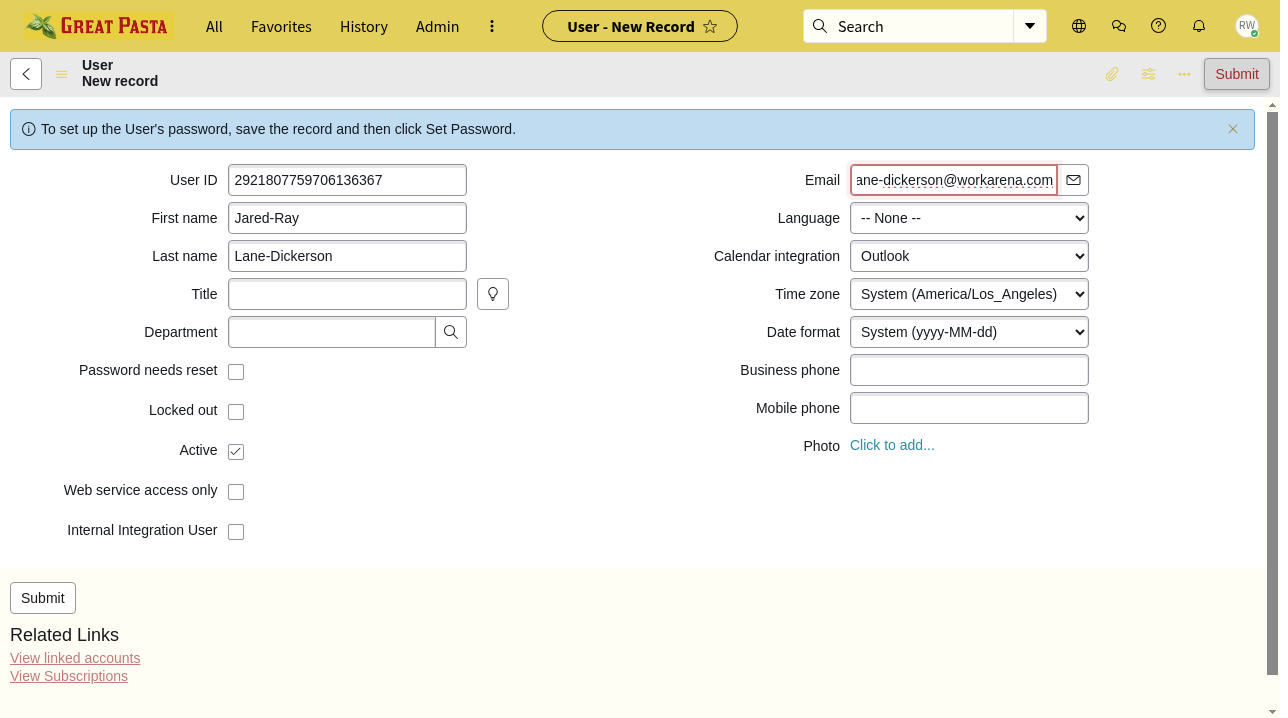 GREAT PASTA
All
Favorites
History
Admin
User - New Record
Search
RW
User
New record
Submit
To set up the User's password, save the record and then click Set Password.
User ID
2921807759706136367
First name
Jared-Ray
Last name
Lane-Dickerson
Title
Department
Password needs reset
Locked out
Active
Web service access only
Internal Integration User
Email
ane-dickerson@workarena.com
Language
-- None --
Calendar integration
Outlook
Time zone
System (America/Los_Angeles)
Date format
System (yyyy-MM-dd)
Business phone
Mobile phone
Photo
Click to add...
Submit
Related Links
View linked accounts
View Subscriptions